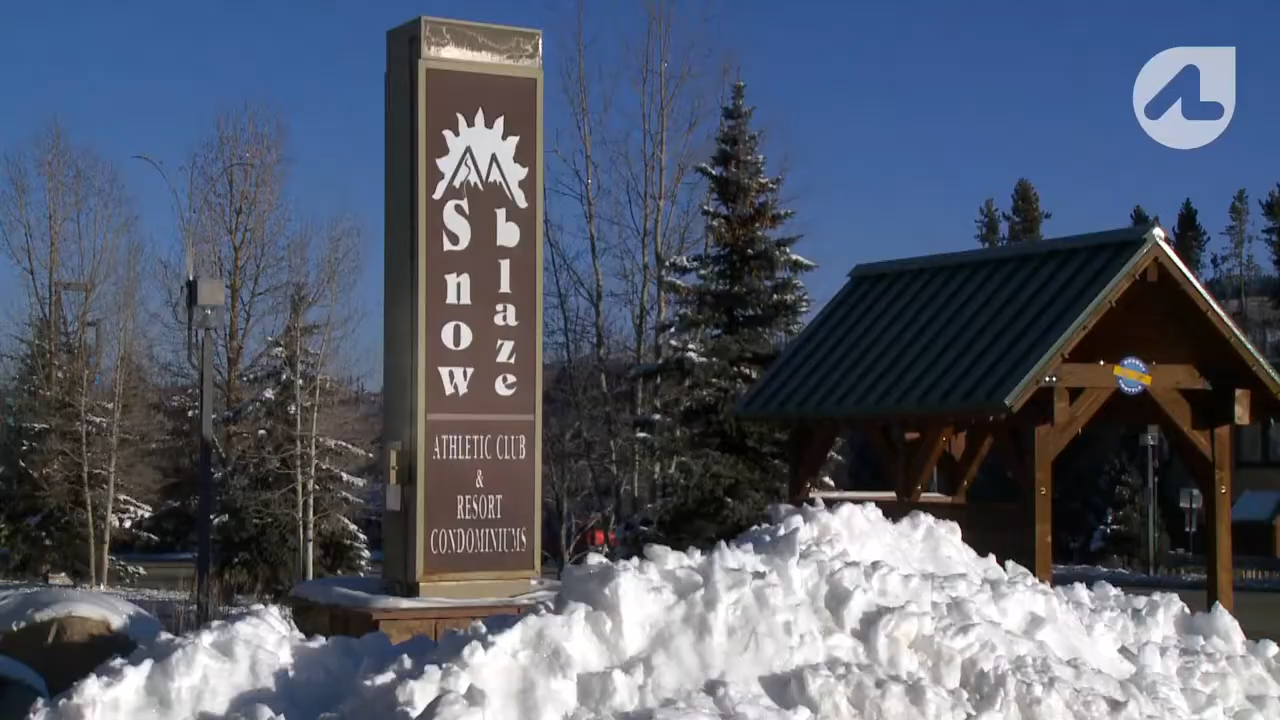 Snow
blaze
ATHLETIC CLUB
&
RESORT
CONDOMINIUMS